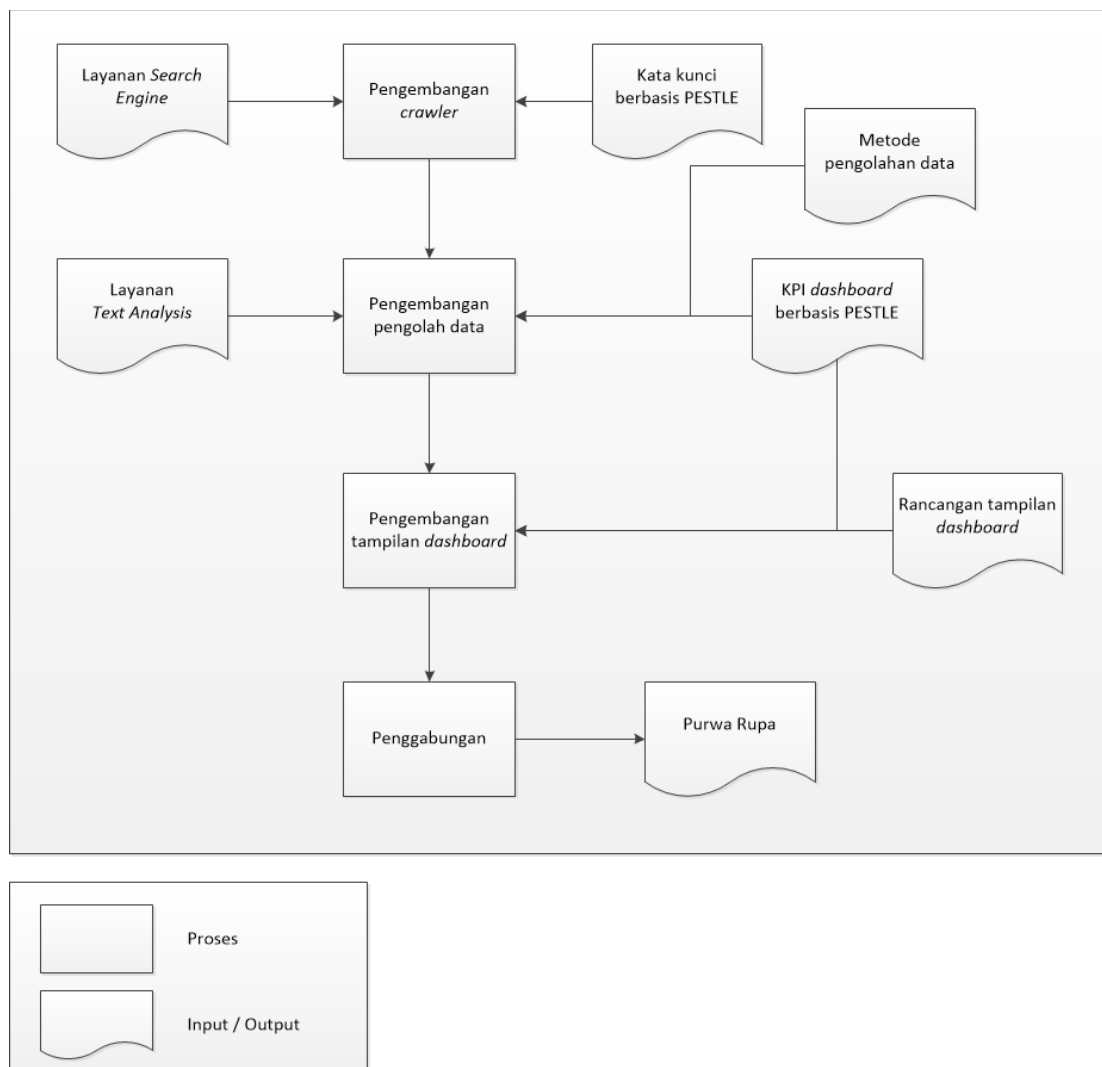 Layanan Search
Engine
Pengembangan
crawler
Kata kunci
berbasis PESTLE
Metode
pengolahan data
Layanan
Text Analysis
Pengembangan
pengolah data
KPI dashboard
berbasis PESTLE
Pengembangan
tampilan dashboard
Rancangan tampilan
dashboard
Penggabungan
Purwa Rupa
Proses
Input / Output